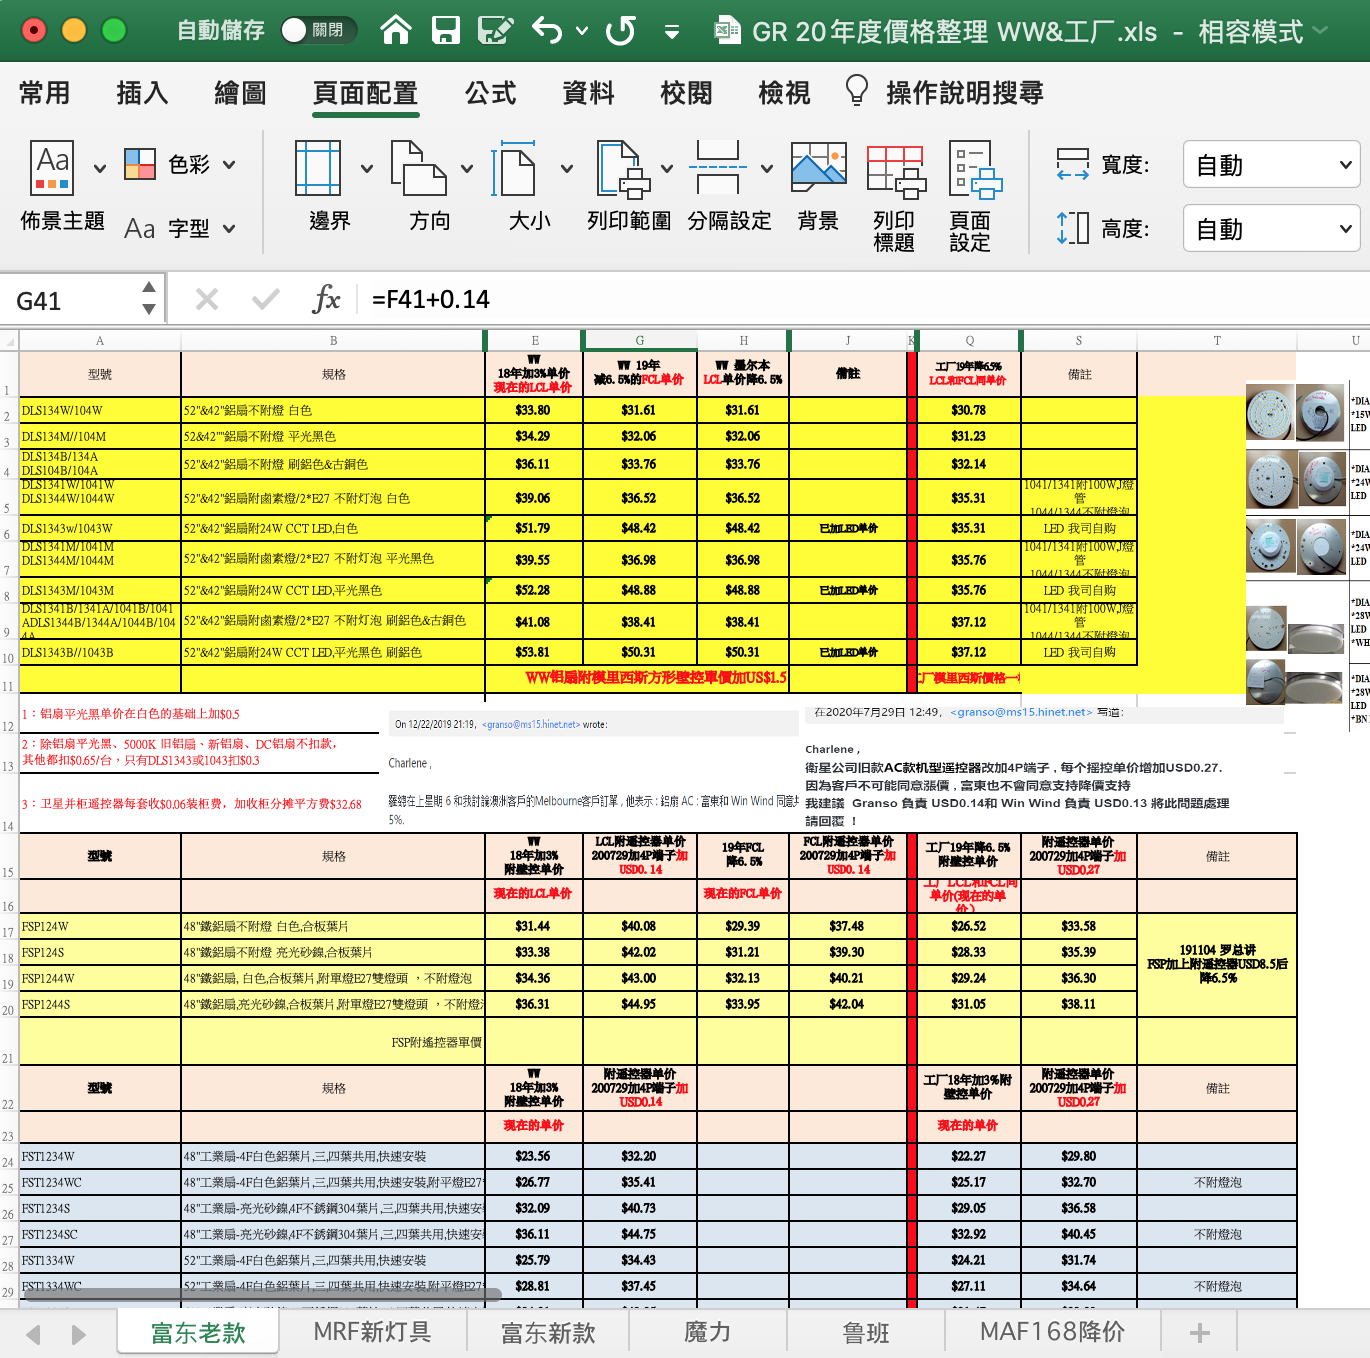 自動儲存 關閉 GR 20年度價格整理 WW&工厂.xls - 相容模式
常用 插入 繪圖 頁面配置 公式 資料 校閱 檢視 操作說明搜尋
Aa 色彩
佈景主題 Aa 字型
邊界 方向 大小 列印範圍 分隔設定 背景 列印標題 頁面設定
寬度: 自動
高度: 自動
G41 fx =F41+0.14
A B E G H J K Q S T U
1 型號 規格 WW 18年加3%单价 现在的LCL单价 WW 19年 减6.5%的FCL单价 WW 墨尔本 LCL单价降6.5% 備註 工厂19年降6.5% LCL和FCL同单价 備註
2 DLS134W/104W 52"&42"鋁扇不附燈 白色 $33.80 $31.61 $31.61 $30.78
3 DLS134M//104M 52&42""鋁扇不附燈 平光黑色 $34.29 $32.06 $32.06 $31.23
4 DLS134B/134A DLS104B/104A 52"&42"鋁扇不附燈 刷鋁色&古銅色 $36.11 $33.76 $33.76 $32.14
5 DLS1341W/1041W DLS1344W/1044W 52"&42"鋁扇附鹵素燈/2*E27 不附灯泡 白色 $39.06 $36.52 $36.52 $35.31 1041/1341附100WJ燈管 1044/1344不附燈泡
6 DLS1343w/1043W 52"&42"鋁扇附24W CCT LED,白色 $51.79 $48.42 $48.42 已加LED单价 $35.31 LED 我司自购
7 DLS1341M/1041M DLS1344M/1044M 52"&42"鋁扇附鹵素燈/2*E27 不附灯泡 平光黑色 $39.55 $36.98 $36.98 $35.76 1041/1341附100WJ燈管 1044/1344不附燈泡
8 DLS1343M/1043M 52"&42"鋁扇附24W CCT LED,平光黑色 $52.28 $48.88 $48.88 已加LED单价 $35.76 LED 我司自购
9 DLS1341B/1341A/1041B/1041ADLS1344B/1344A/1044B/1044A 52"&42"鋁扇附鹵素燈/2*E27 不附灯泡 刷鋁色&古銅色 $41.08 $38.41 $38.41 $37.12 1041/1341附100WJ燈管 1044/1344不附燈泡
10 DLS1343B//1043B 52"&42"鋁扇附24W CCT LED,平光黑色 刷鋁色 $53.81 $50.31 $50.31 已加LED单价 $37.12 LED 我司自购
11 WW铝扇附模里西斯方形壁控單價加US$1.5 工厂模里西斯價格一
12 1：铝扇平光黑单价在白色的基础上加$0.5
On 12/22/2019 21:19, <granso@ms15.hinet.net> wrote:
在2020年7月29日 12:49, <granso@ms15.hinet.net> 写道:
13 2：除铝扇平光黑、5000K 旧铝扇、新铝扇、DC铝扇不扣款，
其他都扣$0.65/台，只有DLS1343或1043扣$0.3
Charlene ,
Charlene ,
衛星公司旧款AC款机型遥控器改加4P端子 , 每个摇控单价增加USD0.27.
因為客戶不可能同意張價 , 富東也不會同意支持降價支持
14 3：卫星并柜遥控器每套收$0.06装柜费，加收柜分摊平方费$32.68
羅總在上星期 6 和我討論澳洲客戶的Melbourne客戶訂單 , 他表示 : 鋁扇 AC : 富東和 Win Wind 同意共
5%.
我建議 Granso 負責 USD0.14和 Win Wind 負責 USD0.13 將此問題處理
請回覆 ！
15 型號 規格 WW 18年加3% 附壁控单价 LCL附遥控器单价 200729加4P端子加USD0.14 19年FCL 降6.5% FCL附遥控器单价 200729加4P端子加USD0.14 工厂19年降6.5% 附壁控单价 附遥控器单价 200729加4P端子加USD0.27 備註
16 现在的LCL单价 现在的FCL单价 工厂LCL和FCL同单价(现在的单价)
17 FSP124W 48"鐵鋁扇不附燈 白色,合板葉片 $31.44 $40.08 $29.39 $37.48 $26.52 $33.58
18 FSP124S 48"鐵鋁扇不附燈 亮光砂鎳,合板葉片 $33.38 $42.02 $31.21 $39.30 $28.33 $35.39 191104 罗总讲 FSP加上附遥控器USD8.5后降6.5%
19 FSP1244W 48"鐵鋁扇, 白色,合板葉片,附單燈E27雙燈頭 ，不附燈泡 $34.36 $43.00 $32.13 $40.21 $29.24 $36.30
20 FSP1244S 48"鐵鋁扇,亮光砂鎳,合板葉片,附單燈E27雙燈頭 ，不附燈泡 $36.31 $44.95 $33.95 $42.04 $31.05 $38.11
21 FSP附遙控器單價
22 型號 規格 WW 18年加3% 附壁控单价 附遥控器单价 200729加4P端子加USD0.14 工厂18年加3%附壁控单价 附遥控器单价 200729加4P端子加USD0.27 備註
23 现在的单价 现在的单价
24 FST1234W 48"工業扇-4F白色鋁葉片,三,四葉共用,快速安裝 $23.56 $32.20 $22.27 $29.80
25 FST1234WC 48"工業扇-4F白色鋁葉片,三,四葉共用,快速安裝,附平燈E27 $26.77 $35.41 $25.17 $32.70 不附燈泡
26 FST1234S 48"工業扇-亮光砂鎳,4F不銹鋼304葉片,三,四葉共用,快速安 $32.09 $40.73 $29.05 $36.58
27 FST1234SC 48"工業扇-亮光砂鎳,4F不銹鋼304葉片,三,四葉共用,快速安 $36.11 $44.75 $32.92 $40.45 不附燈泡
28 FST1334W 52"工業扇-4F白色鋁葉片,三,四葉共用,快速安裝 $25.79 $34.43 $24.21 $31.74
29 FST1334WC 52"工業扇-4F白色鋁葉片,三,四葉共用,快速安裝,附平燈E27 $28.81 $37.45 $27.11 $34.64 不附燈泡
富东老款 MRF新灯具 富东新款 魔力 鲁班 MAF168降价 +